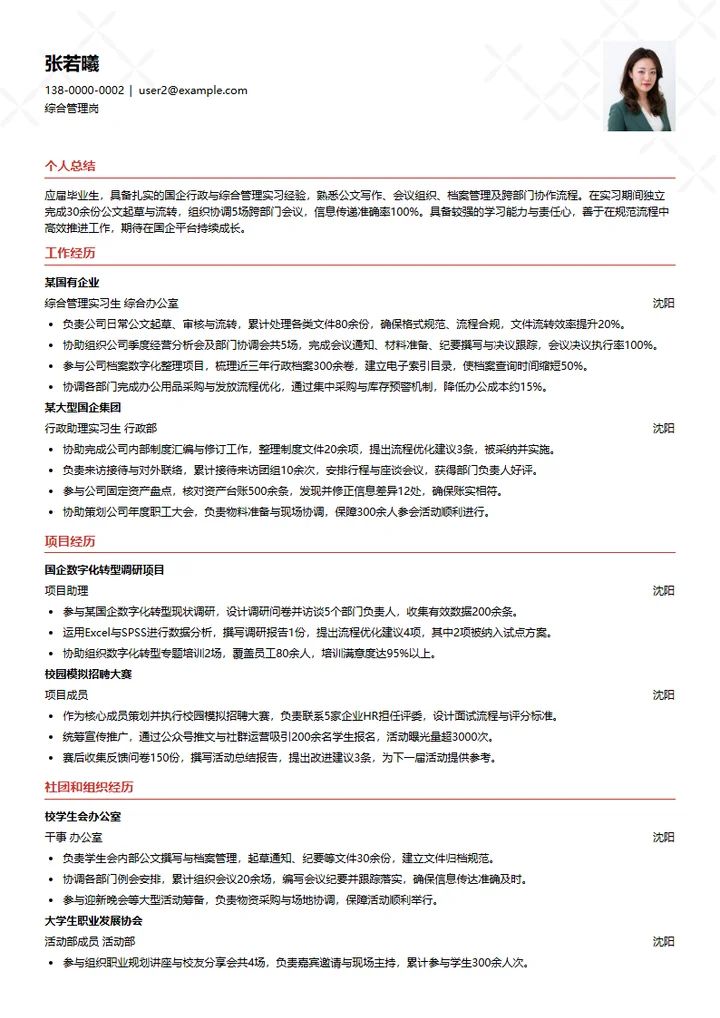 张若曦
138-0000-0002 | user2@example.com
综合管理岗
个人总结
应届毕业生，具备扎实的国企行政与综合管理实习经验，熟悉公文写作、会议组织、档案管理及跨部门协作流程。在实习期间独立
完成30余份公文起草与流转，组织协调5场跨部门会议，信息传递准确率100%。具备较强的学习能力与责任心，善于在规范流程中
高效推进工作，期待在国企平台持续成长。
工作经历
某国有企业
综合管理实习生 综合办公室 沈阳
• 负责公司日常公文起草、审核与流转，累计处理各类文件80余份，确保格式规范、流程合规，文件流转效率提升20%。
• 协助组织公司季度经营分析会及部门协调会共5场，完成会议通知、材料准备、纪要撰写与决议跟踪，会议决议执行率100%。
• 参与公司档案数字化整理项目，梳理近三年行政档案300余卷，建立电子索引目录，使档案查询时间缩短50%。
• 协调各部门完成办公用品采购与发放流程优化，通过集中采购与库存预警机制，降低办公成本约15%。
某大型国企集团
行政助理实习生 行政部 沈阳
• 协助完成公司内部制度汇编与修订工作，整理制度文件20余项，提出流程优化建议3条，被采纳并实施。
• 负责来访接待与对外联络，累计接待来访团组10余次，安排行程与座谈会议，获得部门负责人好评。
• 参与公司固定资产盘点，核对资产台账500余条，发现并修正信息差异12处，确保账实相符。
• 协助策划公司年度职工大会，负责物料准备与现场协调，保障300余人参会活动顺利进行。
项目经历
国企数字化转型调研项目
项目助理 沈阳
• 参与某国企数字化转型现状调研，设计调研问卷并访谈5个部门负责人，收集有效数据200余条。
• 运用Excel与SPSS进行数据分析，撰写调研报告1份，提出流程优化建议4项，其中2项被纳入试点方案。
• 协助组织数字化转型专题培训2场，覆盖员工80余人，培训满意度达95%以上。
校园模拟招聘大赛
项目成员 沈阳
• 作为核心成员策划并执行校园模拟招聘大赛，负责联系5家企业HR担任评委，设计面试流程与评分标准。
• 统筹宣传推广，通过公众号推文与社群运营吸引200余名学生报名，活动曝光量超3000次。
• 赛后收集反馈问卷150份，撰写活动总结报告，提出改进建议3条，为下一届活动提供参考。
社团和组织经历
校学生会办公室
干事 办公室 沈阳
• 负责学生会内部公文撰写与档案管理，起草通知、纪要等文件30余份，建立文件归档规范。
• 协调各部门例会安排，累计组织会议20余场，编写会议纪要并跟踪落实，确保信息传达准确及时。
• 参与迎新晚会等大型活动筹备，负责物资采购与场地协调，保障活动顺利举行。
大学生职业发展协会
活动部成员 活动部 沈阳
• 参与组织职业规划讲座与校友分享会共4场，负责嘉宾邀请与现场主持，累计参与学生300余人次。